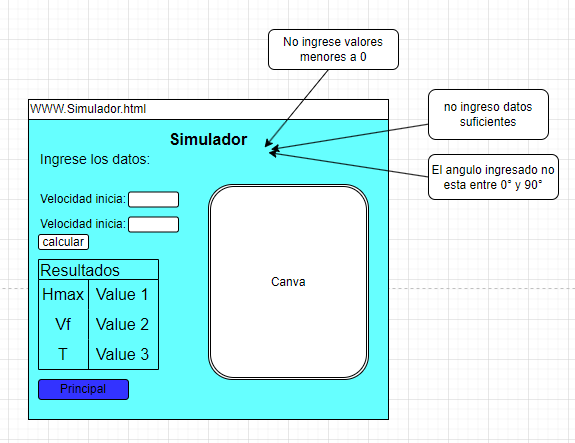 No ingrese valores
menores a 0
WWW.Simulador.html
no ingreso datos
suficientes
Simulador
Ingrese los datos:
El angulo ingresado no
esta entre 0° y 90°
Velocidad inicia:
Velocidad inicia:
calcular
Resultados
Hmax Value 1
Vf Value 2
T Value 3
Canva
Principal